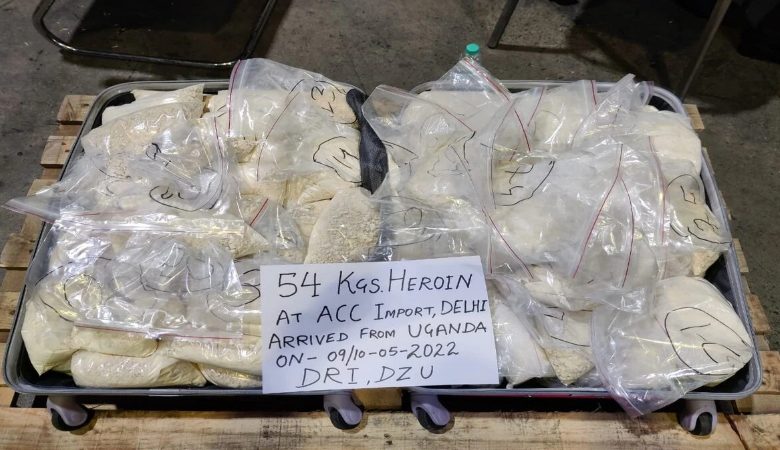 54 KGS. HEROIN
AT ACC IMPORT, DELHI
ARRIVED FROM UGANDA
ON- 09/10-05-2022
DRI, DZU